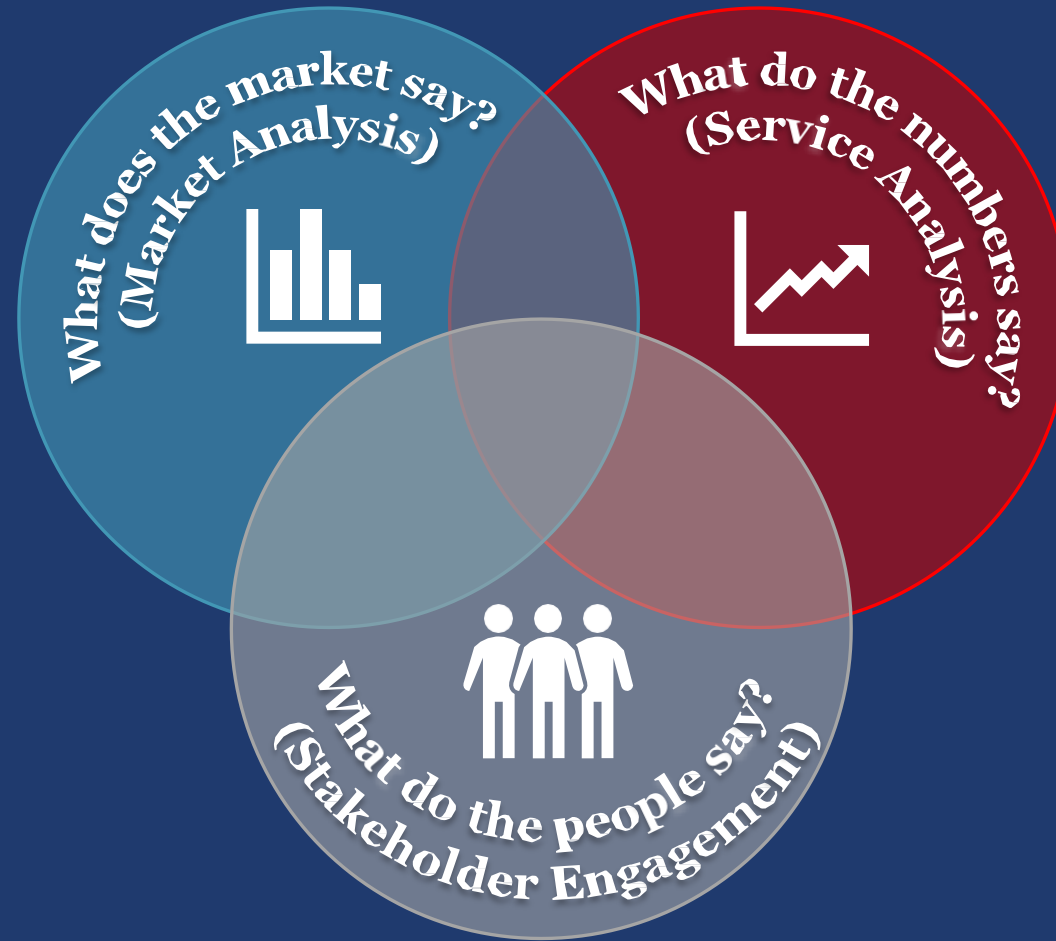 What does the market say?
(Market Analysis)
What do the numbers say?
(Service Analysis)
What do the people say?
(Stakeholder Engagement)